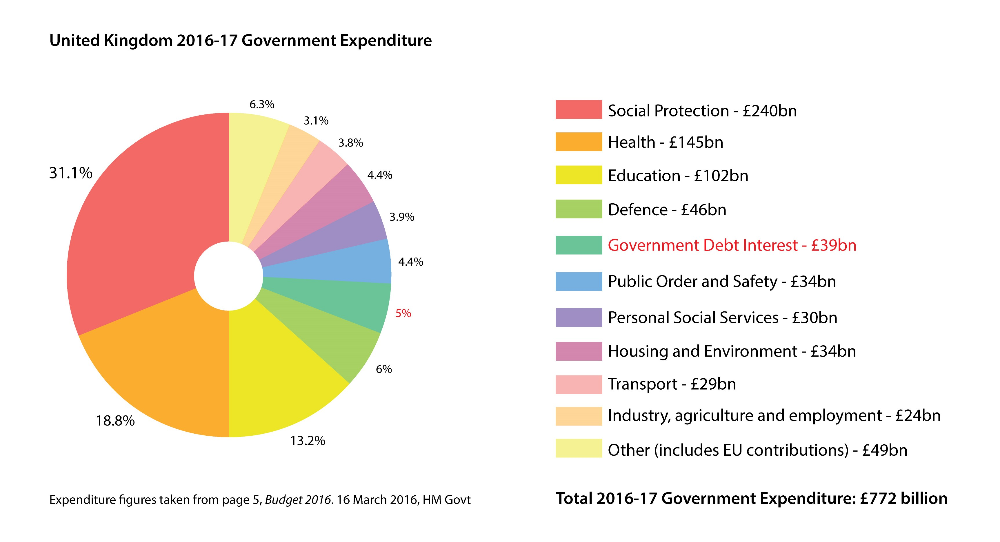 United Kingdom 2016-17 Government Expenditure
6.3%
3.1%
3.8%
4.4%
3.9%
4.4%
5%
6%
13.2%
18.8%
31.1%
Social Protection - £240bn
Health - £145bn
Education - £102bn
Defence - £46bn
Government Debt Interest - £39bn
Public Order and Safety - £34bn
Personal Social Services - £30bn
Housing and Environment - £34bn
Transport - £29bn
Industry, agriculture and employment - £24bn
Other (includes EU contributions) - £49bn
Expenditure figures taken from page 5, Budget 2016. 16 March 2016, HM Govt
Total 2016-17 Government Expenditure: £772 billion